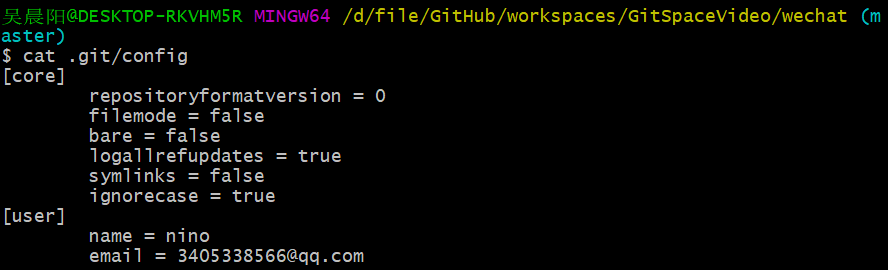 吴晨阳@DESKTOP-RKVHM5R MINGW64 /d/file/GitHub/workspaces/GitSpaceVideo/wechat (m
aster)
$ cat .git/config
[core]
        repositoryformatversion = 0
        filemode = false
        bare = false
        logallrefupdates = true
        symlinks = false
        ignorecase = true
[user]
        name = nino
        email = 3405338566@qq.com